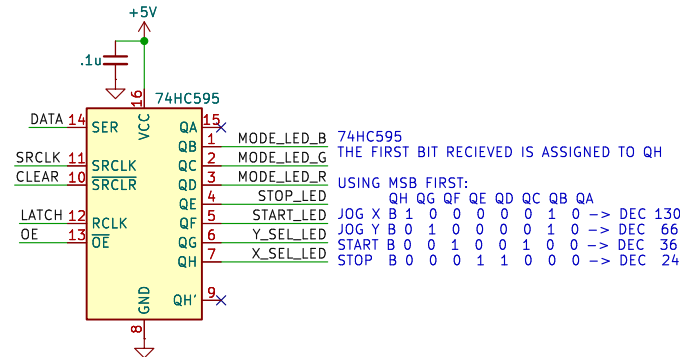 +5V
.1u
74HC595
16
VCC
DATA 14 SER
QA 15
QB 1 MODE_LED_B
SRCLK 11 SRCLK
QC 2 MODE_LED_G
CLEAR 10 SRCLR
QD 3 MODE_LED_R
QE 4 STOP_LED
LATCH 12 RCLK
QF 5 START_LED
OE 13 OE
QG 6 Y_SEL_LED
QH 7 X_SEL_LED
QH' 9
GND
8
74HC595
THE FIRST BIT RECIEVED IS ASSIGNED TO QH
USING MSB FIRST:
QH QG QF QE QD QC QB QA
JOG X B 1 0 0 0 0 0 1 0 -> DEC 130
JOG Y B 0 1 0 0 0 0 1 0 -> DEC 66
START B 0 0 1 0 0 1 0 0 -> DEC 36
STOP B 0 0 0 1 1 0 0 0 -> DEC 24